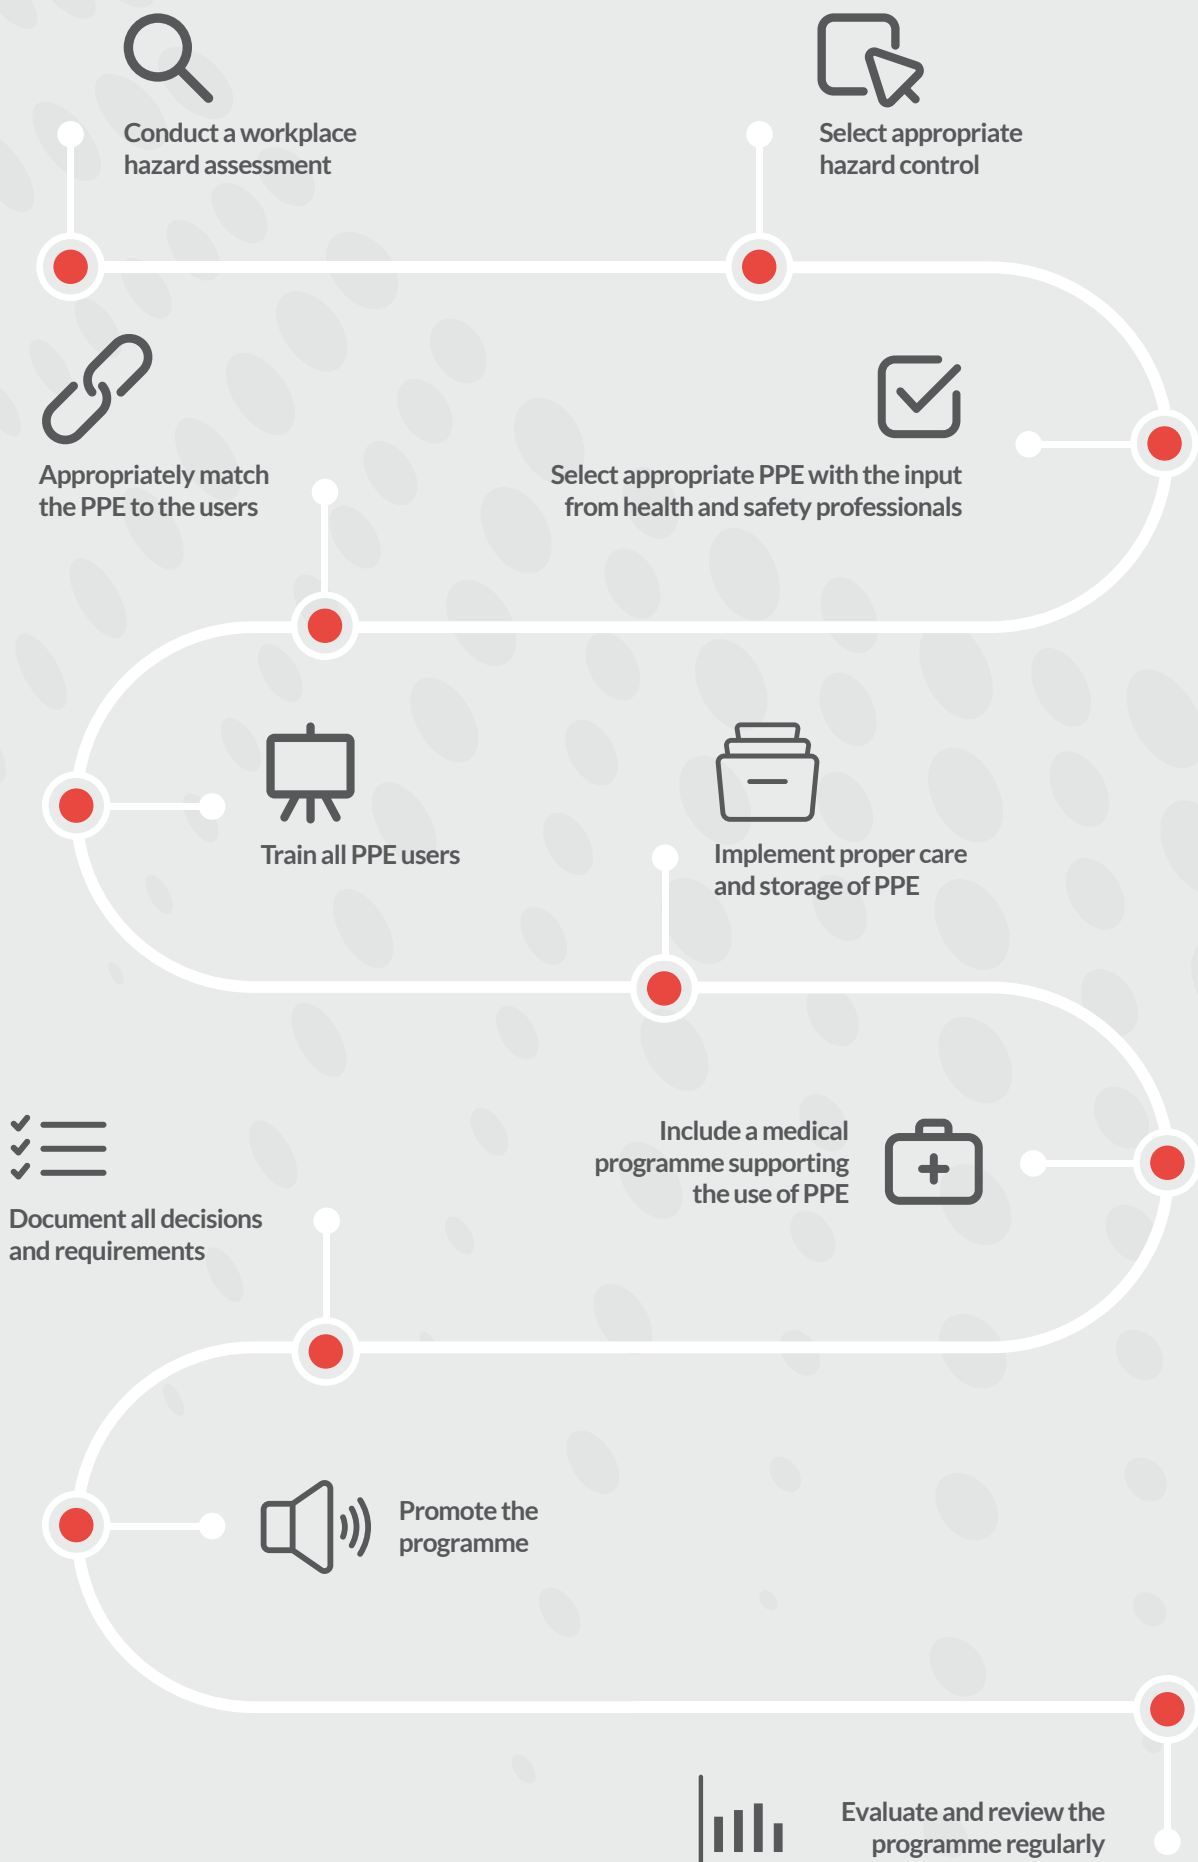 Conduct a workplace
hazard assessment
Select appropriate
hazard control
Select appropriate PPE with the input
from health and safety professionals
Appropriately match
the PPE to the users
Train all PPE users
Implement proper care
and storage of PPE
Include a medical
programme supporting
the use of PPE
Document all decisions
and requirements
Promote the
programme
Evaluate and review the
programme regularly